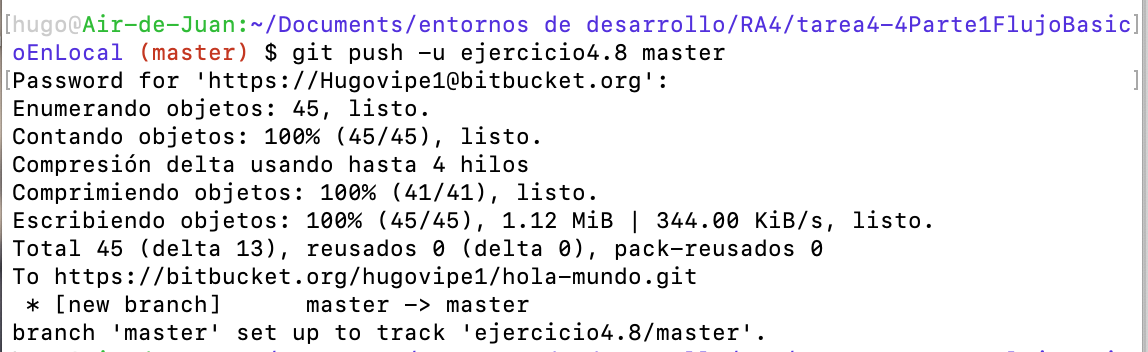 [hugo@Air-de-Juan:~/Documents/entornos de desarrollo/RA4/tarea4-4Parte1FlujoBasic]
oEnLocal (master) $ git push -u ejercicio4.8 master
[Password for 'https://Hugovipe1@bitbucket.org': ]
Enumerando objetos: 45, listo.
Contando objetos: 100% (45/45), listo.
Compresión delta usando hasta 4 hilos
Comprimiendo objetos: 100% (41/41), listo.
Escribiendo objetos: 100% (45/45), 1.12 MiB | 344.00 KiB/s, listo.
Total 45 (delta 13), reusados 0 (delta 0), pack-reusados 0
To https://bitbucket.org/hugovipe1/hola-mundo.git
 * [new branch]      master -> master
branch 'master' set up to track 'ejercicio4.8/master'.